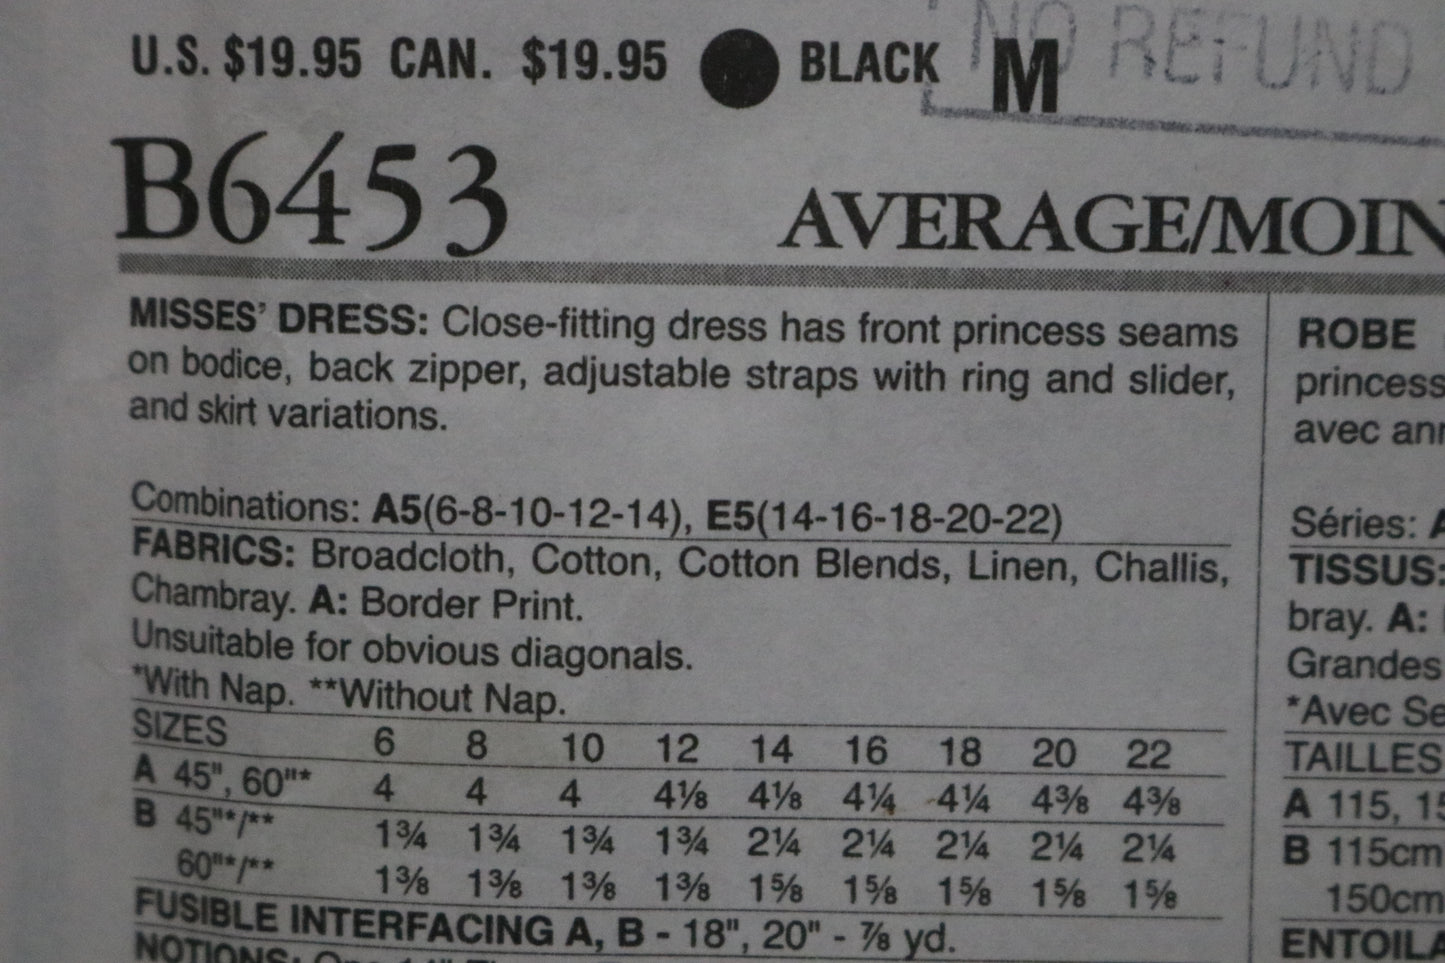 NO REFUND
U.S. $19.95 CAN. $19.95 BLACK M
B6453
AVERAGE/MOIN
MISSES' DRESS: Close-fitting dress has front princess seams
on bodice, back zipper, adjustable straps with ring and slider,
and skirt variations.
Combinations: A5(6-8-10-12-14), E5(14-16-18-20-22)
FABRICS: Broadcloth, Cotton, Cotton Blends, Linen, Challis,
Chambray. A: Border Print.
Unsuitable for obvious diagonals.
*With Nap. **Without Nap.
SIZES 6 8 10 12 14 16 18 20 22
A 45", 60"* 4 4 4 4⅛ 4⅛ 4¼ 4¼ 4⅜ 4⅜
B 45"*/** 1¾ 1¾ 1¾ 1¾ 2¼ 2¼ 2¼ 2¼ 2¼
60"*/** 1⅜ 1⅜ 1⅜ 1⅜ 1⅝ 1⅝ 1⅝ 1⅝ 1⅝
FUSIBLE INTERFACING A, B - 18", 20" - ⅞ yd.
NOTIONS: One
ROBE
princess
avec ann
Séries: A
TISSUS:
bray. A:
Grandes
*Avec Se
TAILLES
A 115, 15
B 115cm
150cm
ENTOILA